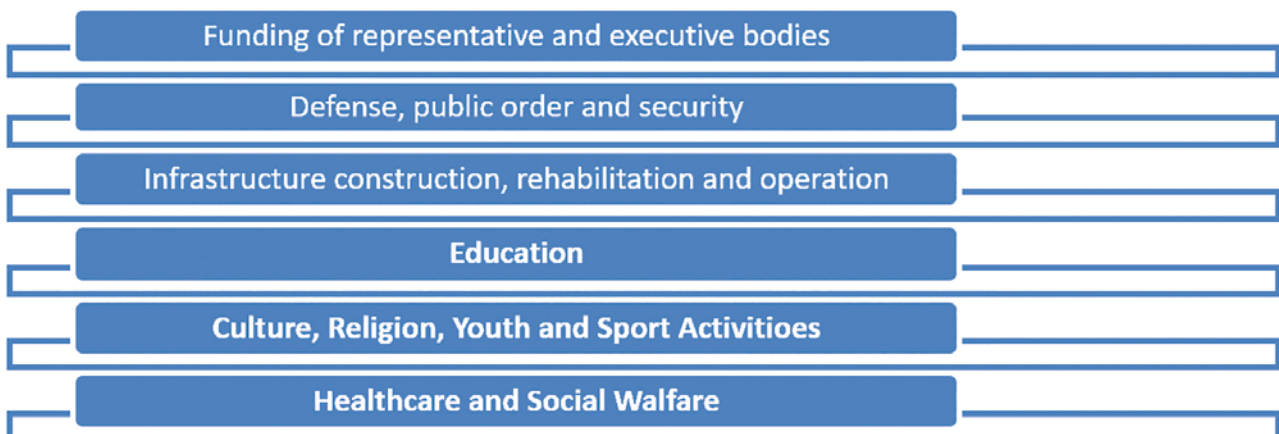 Funding of representative and executive bodies
Defense, public order and security
Infrastructure construction, rehabilitation and operation
Education
Culture, Religion, Youth and Sport Activitioes
Healthcare and Social Walfare